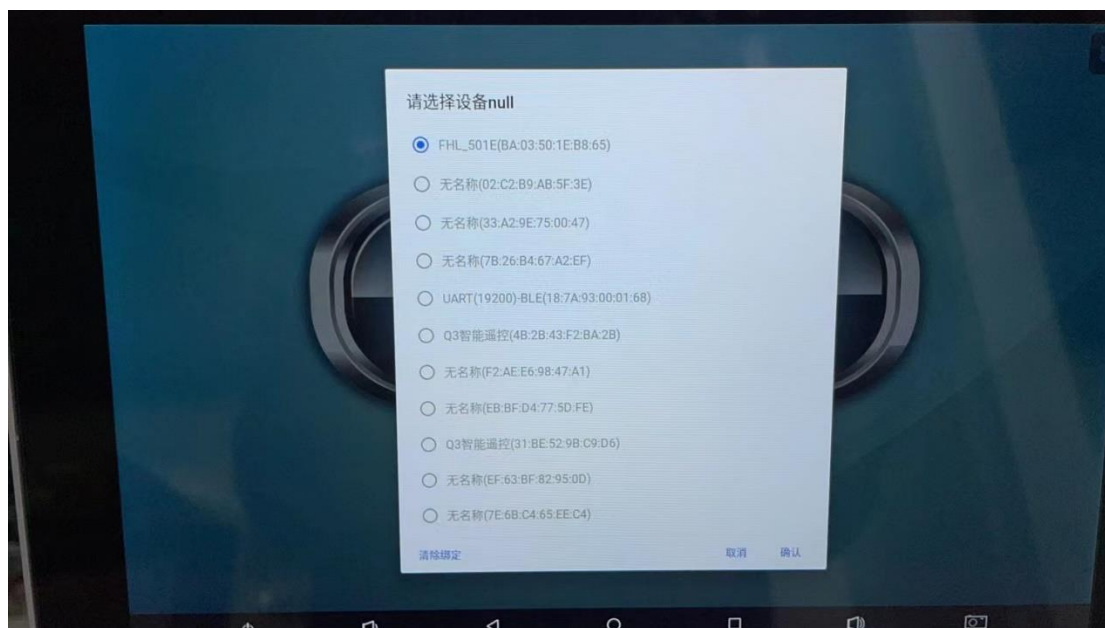 请选择设备null
FHL_501E(BA:03:50:1E:B8:65)
无名称(02:C2:B9:AB:5F:3E)
无名称(33:A2:9E:75:00:47)
无名称(7B:26:B4:67:A2:EF)
UART(19200)-BLE(18:7A:93:00:01:68)
Q3智能遥控(4B:2B:43:F2:BA:2B)
无名称(F2:AE:E6:98:47:A1)
无名称(EB:BF:D4:77:5D:FE)
Q3智能遥控(31:BE:52:9B:C9:D6)
无名称(EF:63:BF:82:95:0D)
无名称(7E:6B:C4:65:EE:C4)
清除绑定 取消 确认